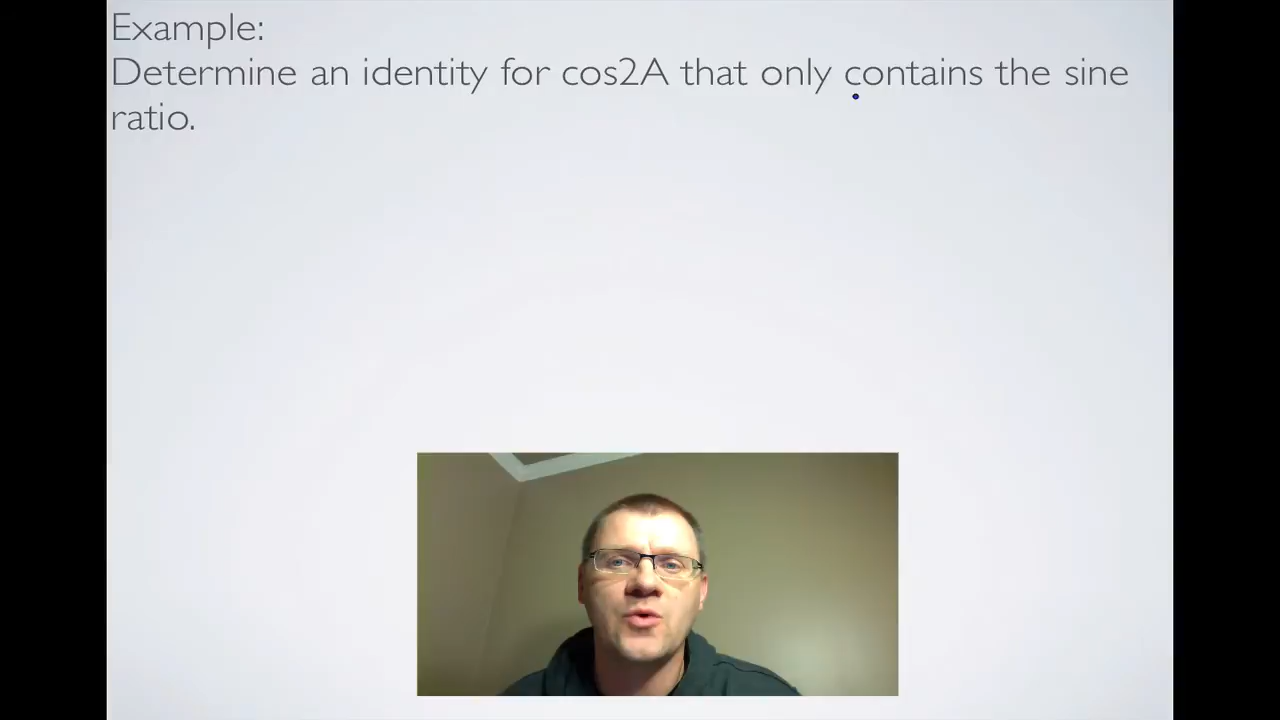 Example:
Determine an identity for cos2A that only contains the sine
ratio.